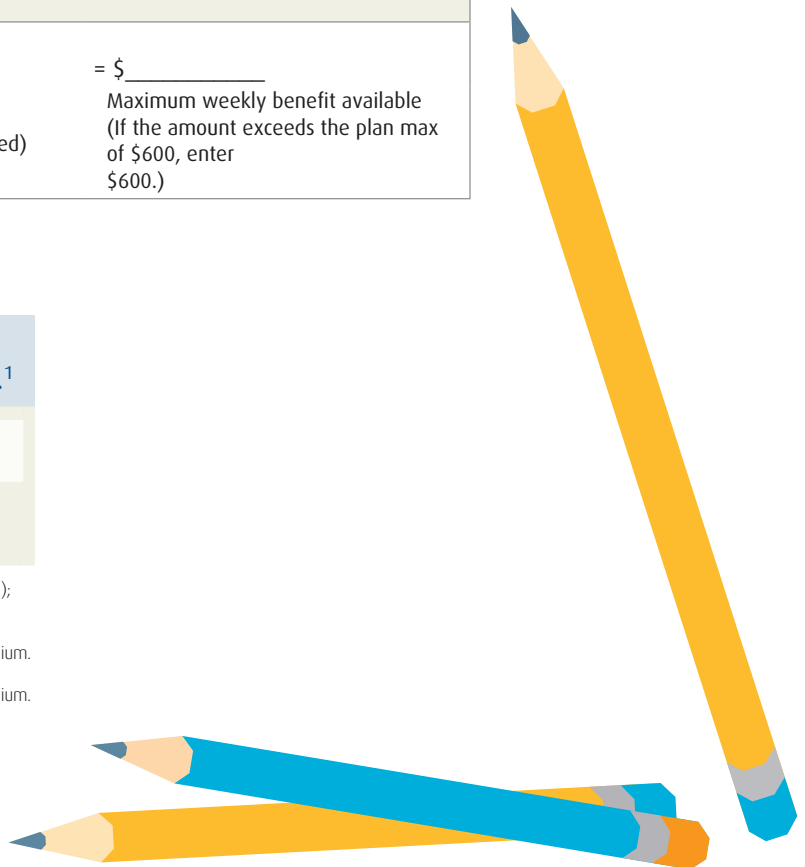 = $____________
Maximum weekly benefit available
(If the amount exceeds the plan max
ed)
of $600, enter
$600.)
1
);
ium.
ium.